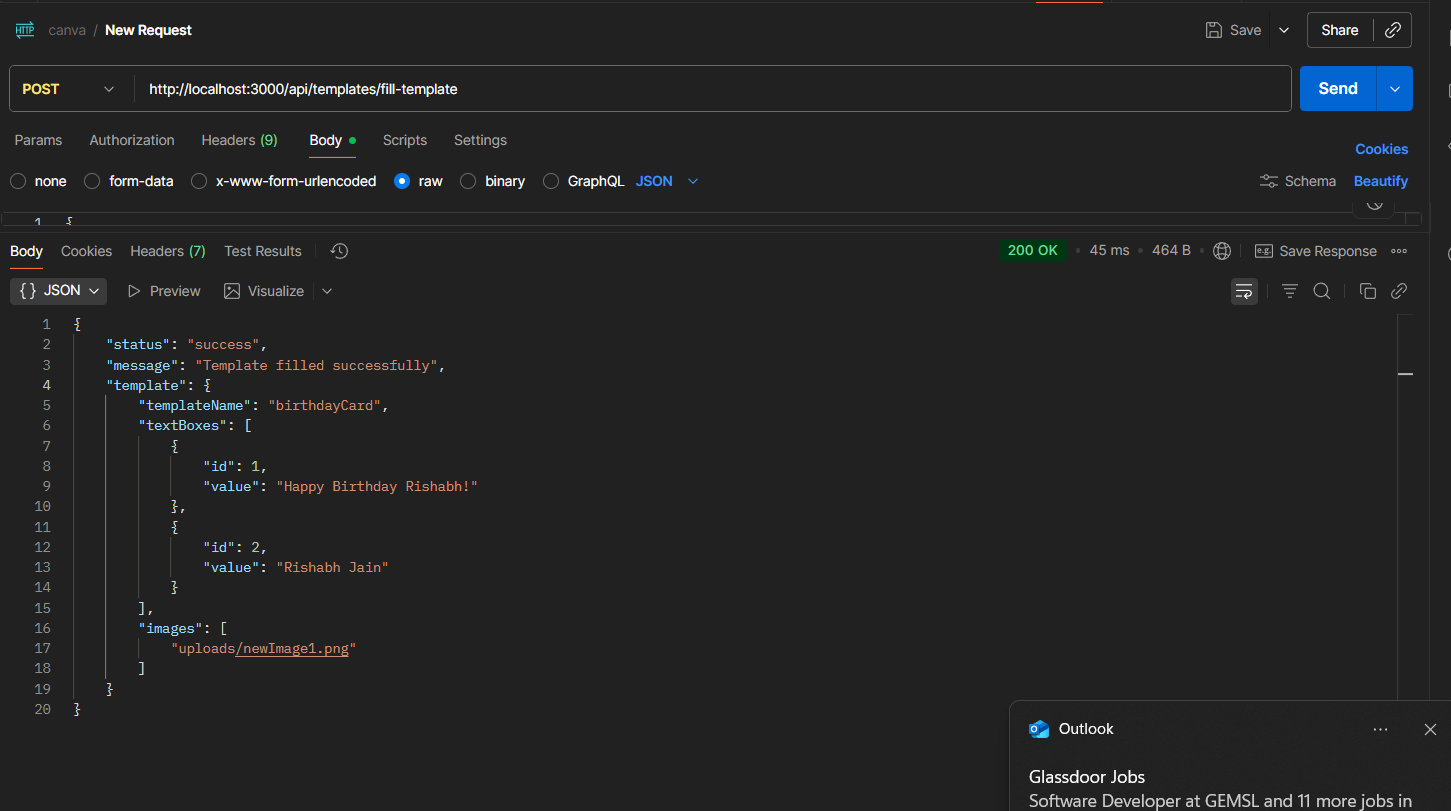 HTTP canva / New Request Save Share
POST http://localhost:3000/api/templates/fill-template Send
Params Authorization Headers (9) Body Scripts Settings Cookies
none form-data x-www-form-urlencoded raw binary GraphQL JSON Schema Beautify
1 {
Body Cookies Headers (7) Test Results 200 OK • 45 ms • 464 B • e.g. Save Response
{} JSON Preview Visualize
1 {
2 "status": "success",
3 "message": "Template filled successfully",
4 "template": {
5 "templateName": "birthdayCard",
6 "textBoxes": [
7 {
8 "id": 1,
9 "value": "Happy Birthday Rishabh!"
10 },
11 {
12 "id": 2,
13 "value": "Rishabh Jain"
14 }
15 ],
16 "images": [
17 "uploads/newImage1.png"
18 ]
19 }
20 }
Outlook
Glassdoor Jobs
Software Developer at GEMSL and 11 more jobs in